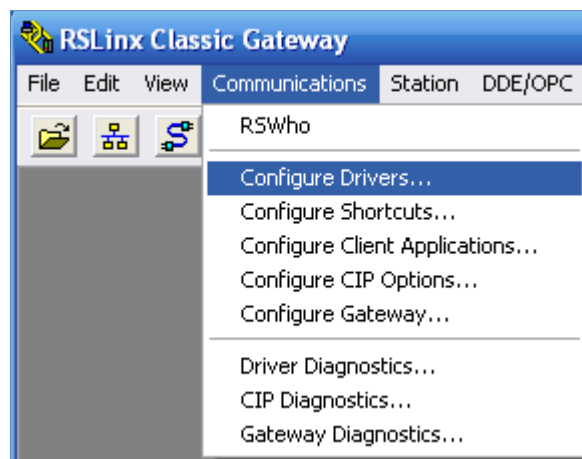 RSLinx Classic Gateway
File Edit View Communications Station DDE/OPC
RSWho
Configure Drivers...
Configure Shortcuts...
Configure Client Applications...
Configure CIP Options...
Configure Gateway...
Driver Diagnostics...
CIP Diagnostics...
Gateway Diagnostics...